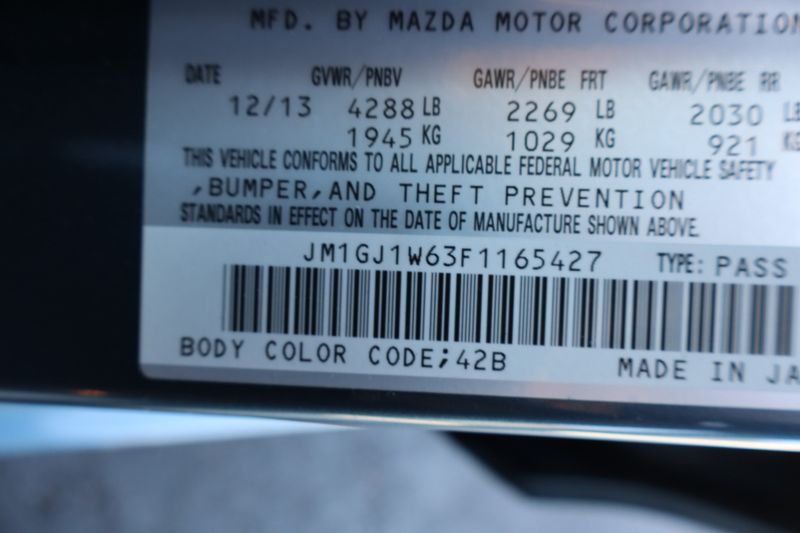 MFD. BY MAZDA MOTOR CORPORATION
DATE GVWR/PNBV GAWR/PNBE FRT GAWR/PNBE RR
12/13 4288 LB 2269 LB 2030 LB
1945 KG 1029 KG 921 KG
THIS VEHICLE CONFORMS TO ALL APPLICABLE FEDERAL MOTOR VEHICLE SAFETY
,BUMPER,AND THEFT PREVENTION
STANDARDS IN EFFECT ON THE DATE OF MANUFACTURE SHOWN ABOVE.
JM1GJ1W63F1165427 TYPE: PASS
BODY COLOR CODE;42B MADE IN JA